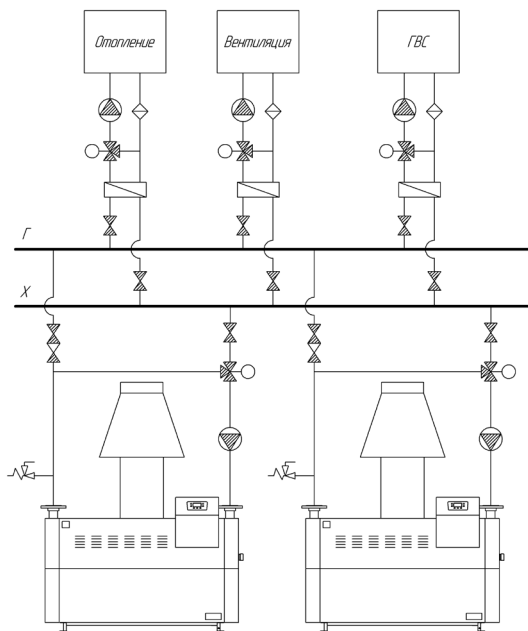 Отопление
Вентиляция
ГВС
Г
Х